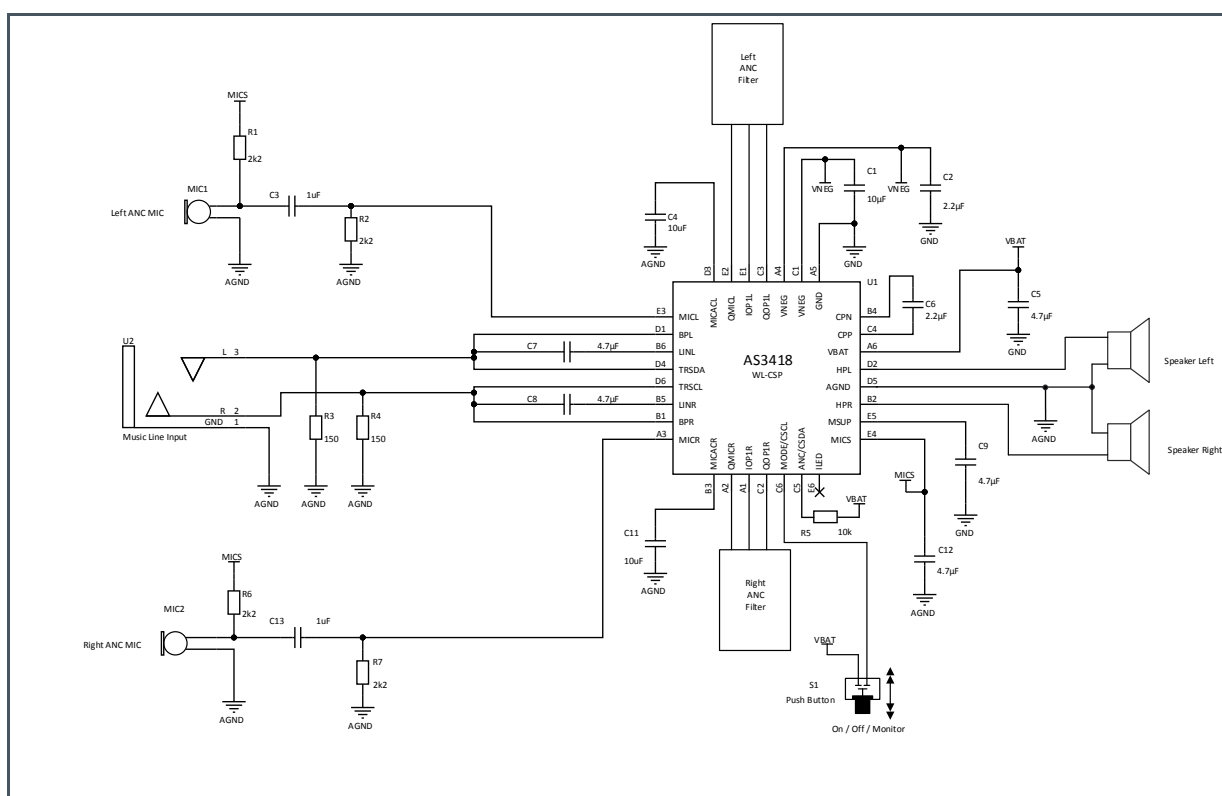 Left
ANC
Filter
MICS
R1
2k2
MIC1
C3
1uF
Left ANC MIC
R2
2k2
AGND
AGND
C4
10uF
AGND
VNEG
C1
10µF
VNEG
C2
2.2µF
GND
GND
VBAT
C5
4.7µF
GND
D3
E2
E1
C3
A4
C1
A5
U1
MICACL
QMICL
IOP1L
QOP1L
VNEG
VNEG
GND
E3
MICL
D1
BPL
B6
LINL
D4
TRSDA
D6
TRSCL
B5
LINR
B1
BPR
A3
MICR
AS3418
WL-CSP
CPN
B4
CPP
C4
VBAT
A6
HPL
D2
AGND
D5
HPR
B2
MSUP
E5
MICS
E4
C6
2.2µF
Speaker Left
AGND
Speaker Right
U2
L 3
C7
4.7µF
R 2
GND 1
C8
4.7µF
Music Line Input
R3
150
R4
150
AGND
AGND
AGND
MICACR
QMICR
IOP1R
QOP1R
MODE/CSCL
ANC/CSDA
ILED
B3
A2
A1
C2
C6
C5
E6
MICS
C9
4.7µF
GND
VBAT
R5
10k
C12
4.7µF
AGND
C11
10uF
AGND
Right
ANC
Filter
MICS
R6
2k2
MIC2
C13
1uF
Right ANC MIC
R7
2k2
AGND
AGND
VBAT
S1
Push Button
On / Off / Monitor